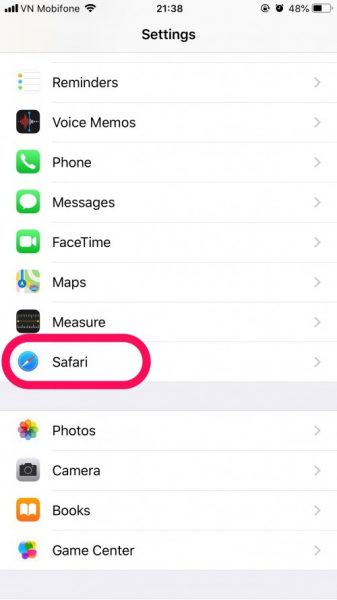 VN Mobifone 21:38 48%
Settings
Reminders
Voice Memos
Phone
Messages
FaceTime
Maps
Measure
Safari
Photos
Camera
Books
Game Center